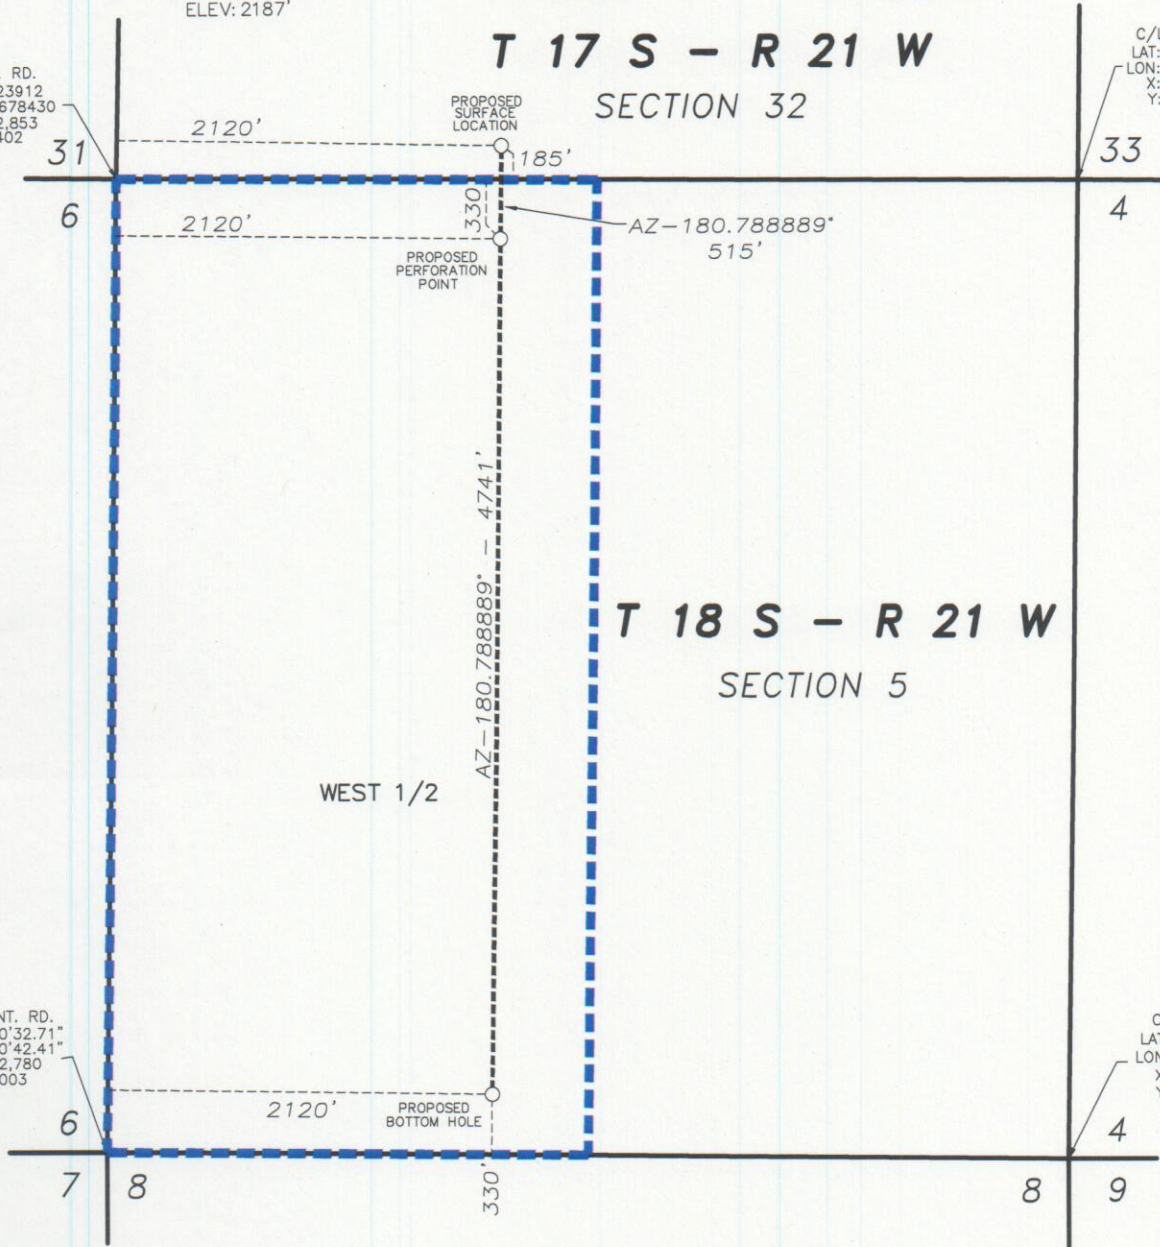 ELEV: 2187'
T 17 S – R 21 W
SECTION 32
RD.
23912
678430
2,853
402
C/L
LAT:
LON:
X:
Y:
31
33
6
4
2120'
PROPOSED
SURFACE
LOCATION
185'
330'
2120'
AZ–180.788889°
515'
PROPOSED
PERFORATION
POINT
AZ–180.788889° – 4741'
T 18 S – R 21 W
SECTION 5
WEST 1/2
NT. RD.
0'32.71"
0'42.41"
2,780
003
2120'
PROPOSED
BOTTOM HOLE
330'
6
4
7
8
8
9